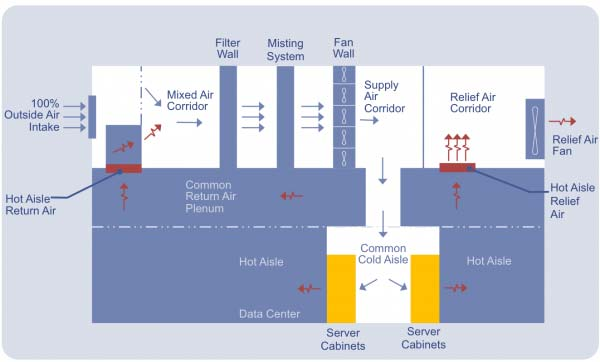 Filter
Wall
Misting
System
Fan
Wall
100%
Outside Air
Intake
Mixed Air
Corridor
Supply
Air
Corridor
Relief Air
Corridor
Relief Air
Fan
Hot Aisle
Return Air
Common
Return Air
Plenum
Hot Aisle
Relief
Air
Hot Aisle
Common
Cold Aisle
Hot Aisle
Data Center
Server
Cabinets
Server
Cabinets